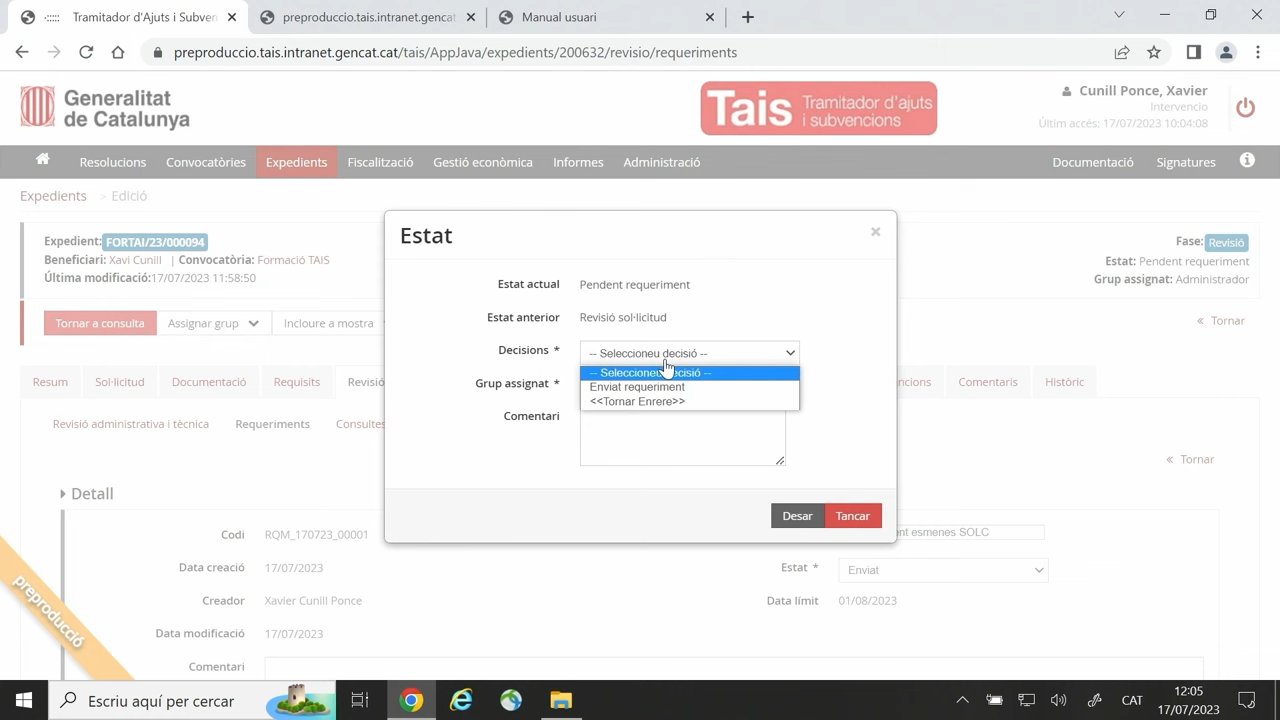 Tramitador d'Ajuts i Subven
preproduccio.tais.intranet.gencat
Manual usuari
preproduccio.tais.intranet.gencat.cat/tais/AppJava/expedients/200632/revisio/requeriments
Generalitat
de Catalunya
Tais Tramitador d'ajuts
i subvencions
Cunill Ponce, Xavier
Intervencio
Últim accés: 17/07/2023 10:04:08
Resolucions Convocatòries Expedients Fiscalització Gestió econòmica Informes Administració Documentació Signatures
Expedients > Edició
Expedient: FORTAI/23/000094
Beneficiari: Xavi Cunill | Convocatòria: Formació TAIS
Última modificació:17/07/2023 11:58:50
Fase: Revisió
Estat: Pendent requeriment
Grup assignat: Administrador
Tornar a consulta Assignar grup Incloure a mostra
« Tornar
Resum Sol·licitud Documentació Requisits Revisió
ncions Comentaris Històric
Revisió administrativa i tècnica Requeriments Consultes
« Tornar
Estat
×
Estat actual Pendent requeriment
Estat anterior Revisió sol·licitud
Decisions * -- Seleccioneu decisió --
-- Seleccioneu decisió --
Enviat requeriment
<<Tornar Enrere>>
Grup assignat *
Comentari
Desar Tancar
Detall
Codi RQM_170723_00001
nt esmenes SOLC
Data creació 17/07/2023
Estat * Enviat
Creador Xavier Cunill Ponce
Data límit 01/08/2023
Data modificació 17/07/2023
Comentari
preproducció
Escriu aquí per cercar
CAT
12:05
17/07/2023